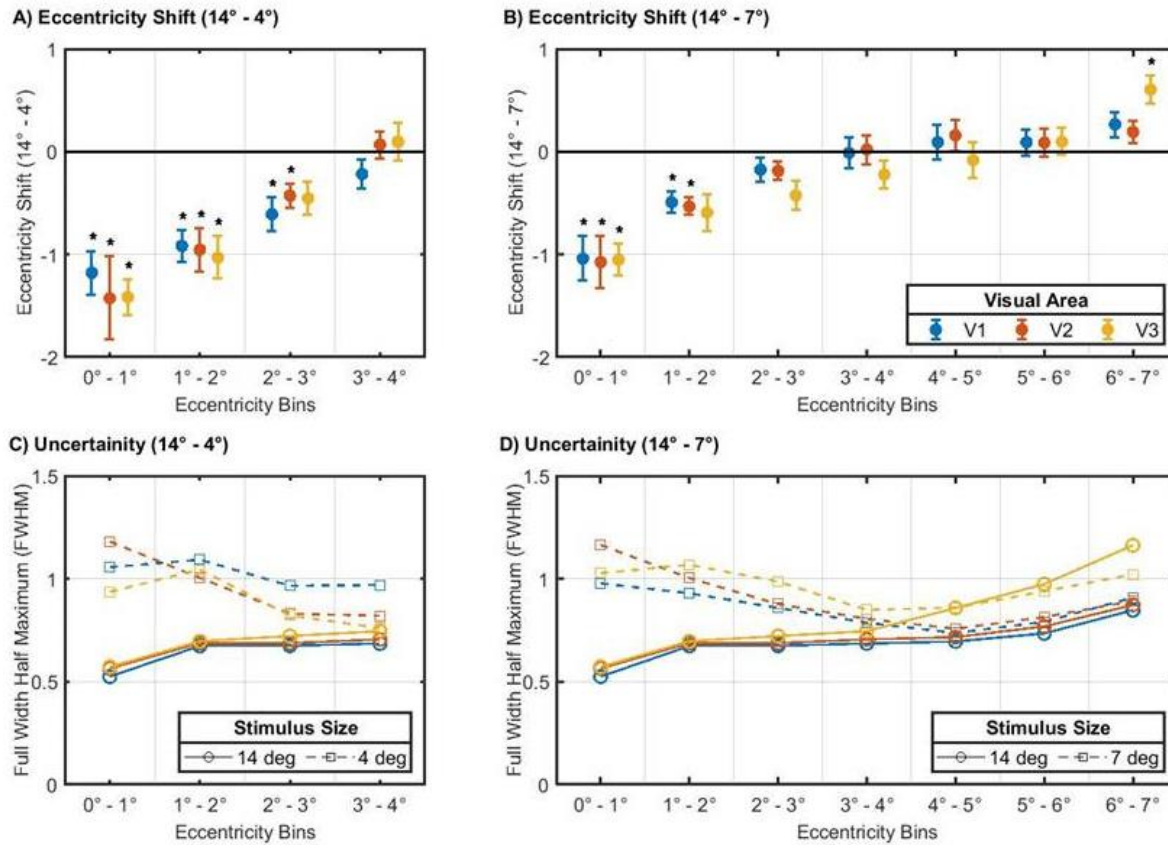 A) Eccentricity Shift (14° - 4°)
Eccentricity Shift (14° - 4°)
1
0
-1
-2
* * *
* * *
* *
0° - 1° 1° - 2° 2° - 3° 3° - 4°
Eccentricity Bins
B) Eccentricity Shift (14° - 7°)
Eccentricity Shift (14° - 7°)
1
0
-1
-2
* * *
* *
*
Visual Area
V1 V2 V3
0° - 1° 1° - 2° 2° - 3° 3° - 4° 4° - 5° 5° - 6° 6° - 7°
Eccentricity Bins
C) Uncertainity (14° - 4°)
Full Width Half Maximum (FWHM)
1.5
1
0.5
0
Stimulus Size
14 deg 4 deg
0° - 1° 1° - 2° 2° - 3° 3° - 4°
Eccentricity Bins
D) Uncertainity (14° - 7°)
Full Width Half Maximum (FWHM)
1.5
1
0.5
0
Stimulus Size
14 deg 7 deg
0° - 1° 1° - 2° 2° - 3° 3° - 4° 4° - 5° 5° - 6° 6° - 7°
Eccentricity Bins